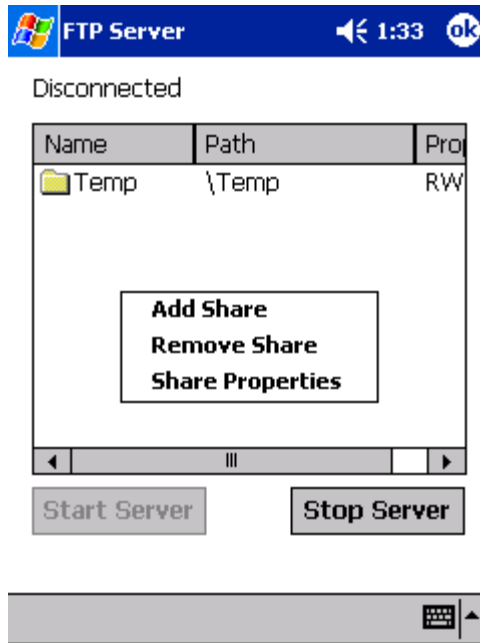 FTP Server 1:33 ok
Disconnected
Name Path Pro
Temp \Temp RW
Add Share
Remove Share
Share Properties
Start Server Stop Server